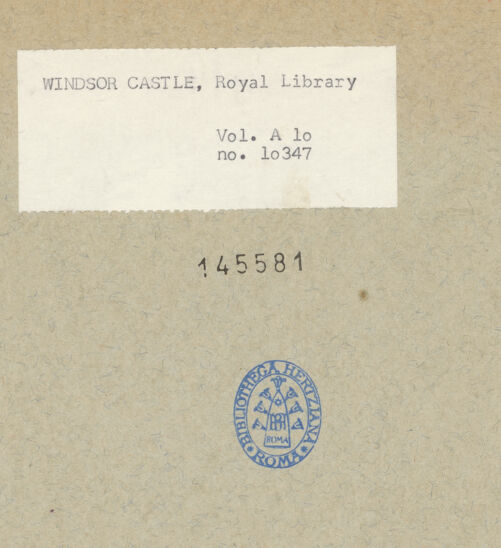 WINDSOR CASTLE, Royal Library
Vol. A lo
no. lo347
145581
BIBLIOTHECA HERTZIANA
ROMA
* ROMA *